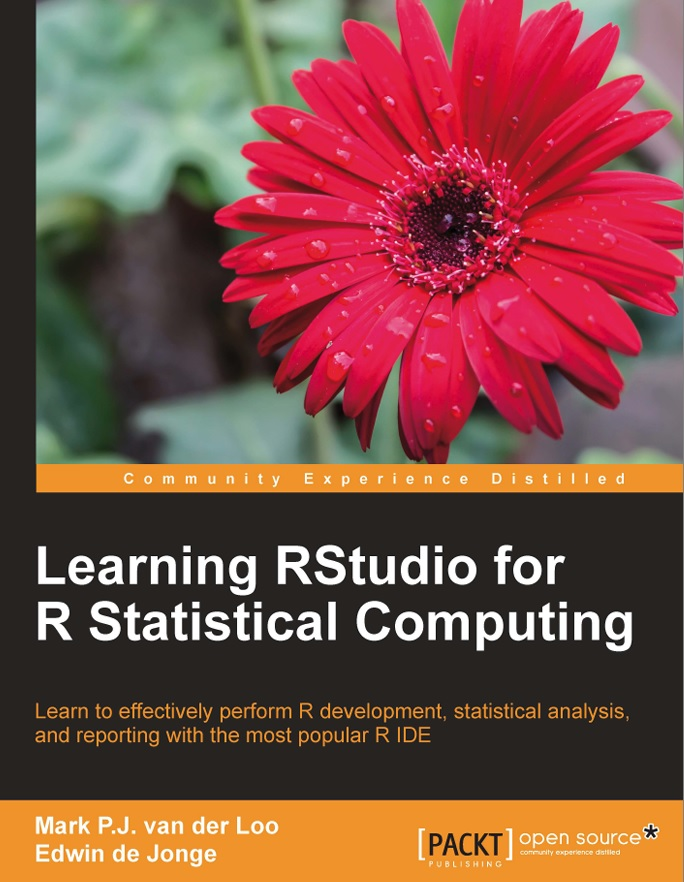 Community Experience Distilled
Learning RStudio for
R Statistical Computing
Learn to effectively perform R development, statistical analysis,
and reporting with the most popular R IDE
Mark P.J. van der Loo
Edwin de Jonge
[PACKT]
PUBLISHING
open source*
community experience distilled